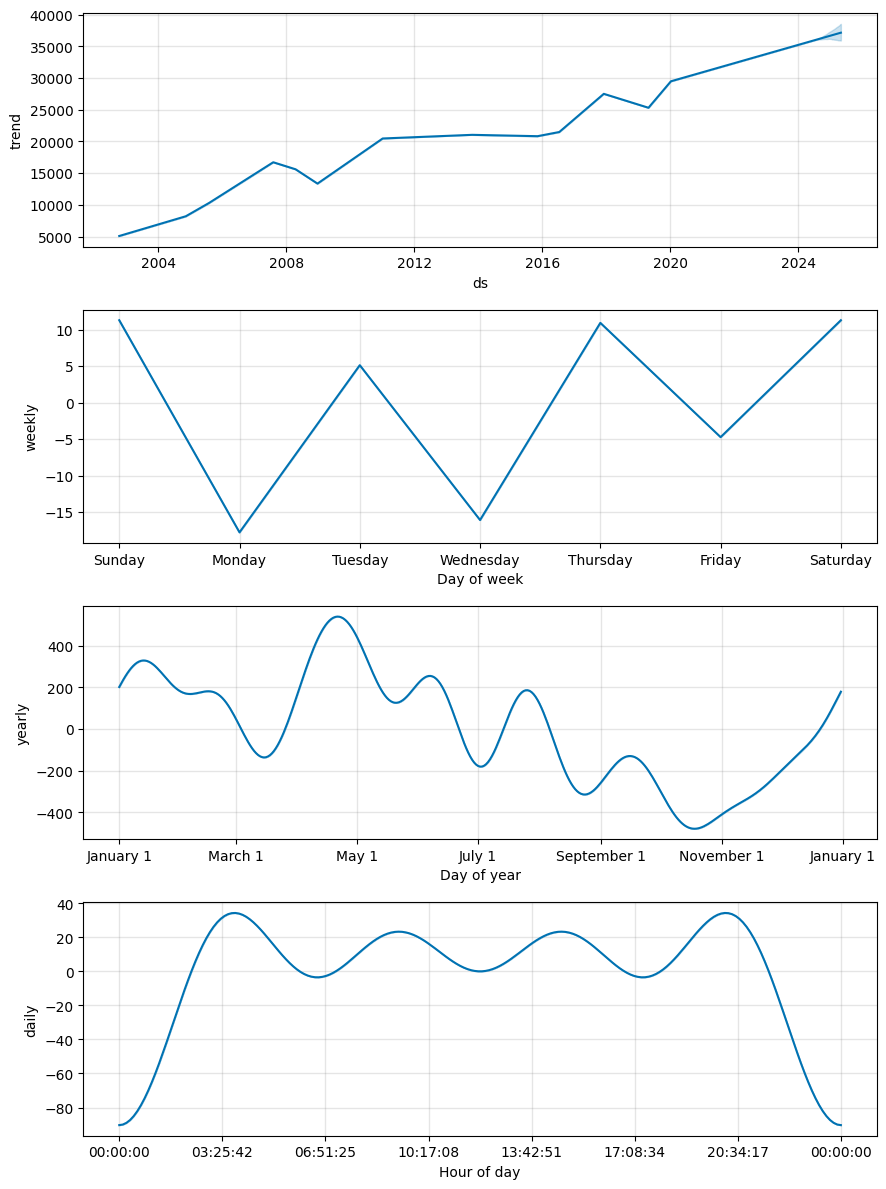 40000
35000
30000
25000
20000
15000
10000
5000
trend
2004 2008 2012 2016 2020 2024
ds
10
5
0
−5
−10
−15
weekly
Sunday Monday Tuesday Wednesday Thursday Friday Saturday
Day of week
400
200
0
−200
−400
yearly
January 1 March 1 May 1 July 1 September 1 November 1 January 1
Day of year
40
20
0
−20
−40
−60
−80
daily
00:00:00 03:25:42 06:51:25 10:17:08 13:42:51 17:08:34 20:34:17 00:00:00
Hour of day